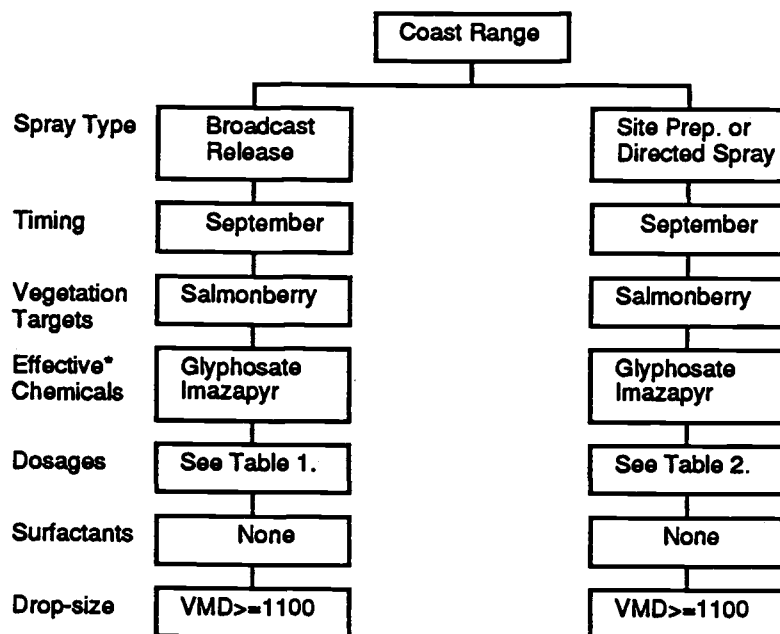 Coast Range
Spray Type
Broadcast
Release
Site Prep. or
Directed Spray
Timing
September
September
Vegetation
Targets
Salmonberry
Salmonberry
Effective*
Chemicals
Glyphosate
Imazapyr
Glyphosate
Imazapyr
Dosages
See Table 1.
See Table 2.
Surfactants
None
None
Drop-size
VMD>=1100
VMD>=1100